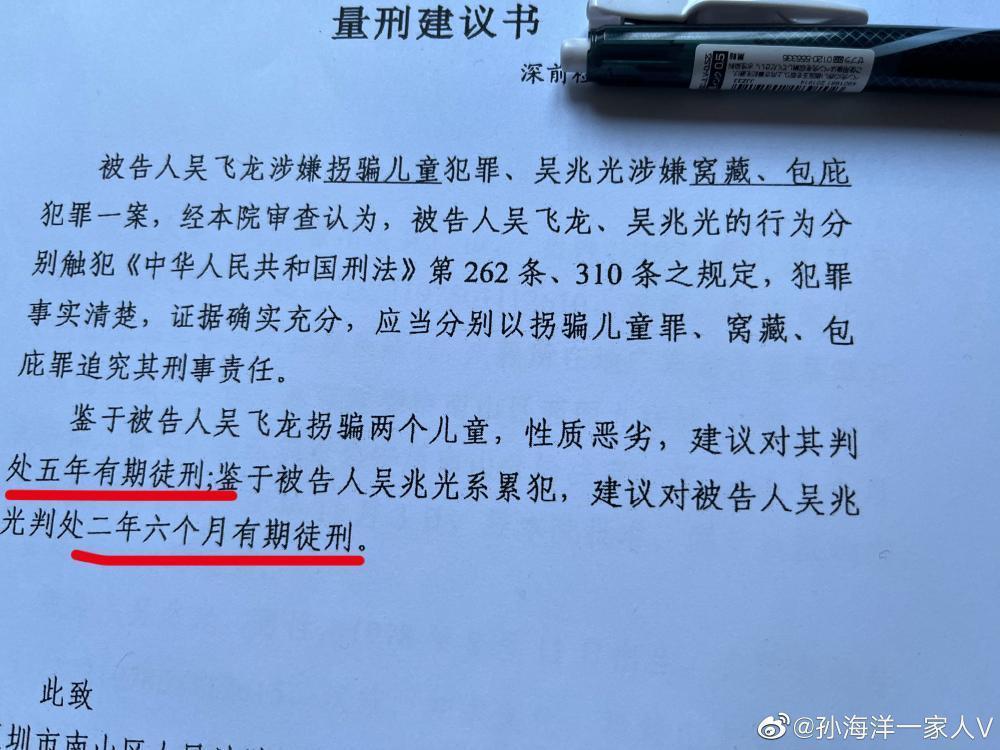 量刑建议书
深前
被告人吴飞龙涉嫌拐骗儿童犯罪、吴兆光涉嫌窝藏、包庇
犯罪一案，经本院审查认为，被告人吴飞龙、吴兆光的行为分
别触犯《中华人民共和国刑法》第 262 条、310 条之规定，犯罪
事实清楚，证据确实充分，应当分别以拐骗儿童罪、窝藏、包
庇罪追究其刑事责任。
鉴于被告人吴飞龙拐骗两个儿童，性质恶劣，建议对其判
处五年有期徒刑;鉴于被告人吴兆光系累犯，建议对被告人吴兆
光判处二年六个月有期徒刑。
此致
圳市南山区人民法
@孙海洋一家人V